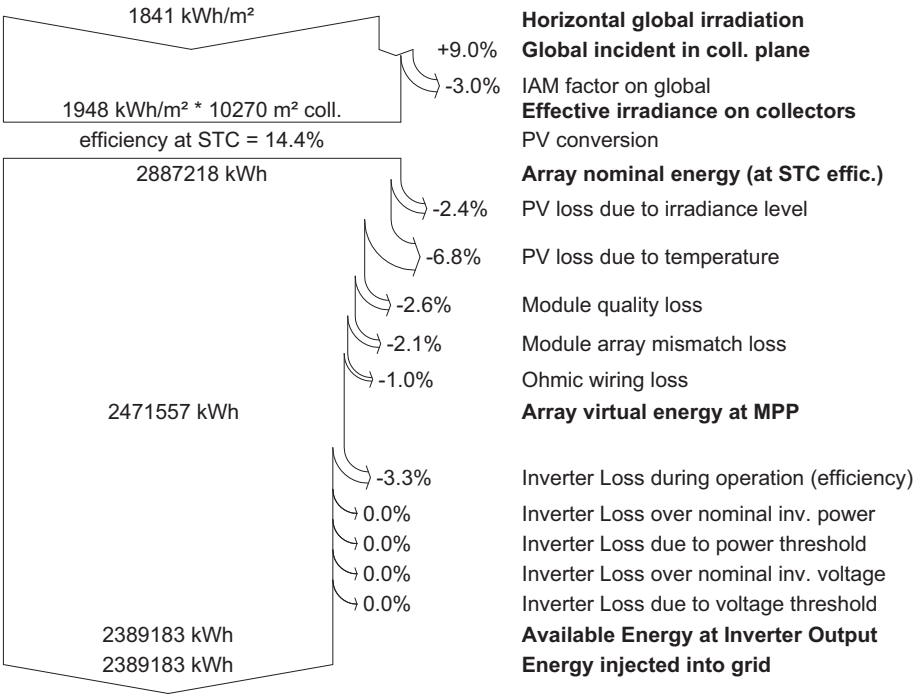 1841 kWh/m² Horizontal global irradiation
+9.0% Global incident in coll. plane
-3.0% IAM factor on global
1948 kWh/m² * 10270 m² coll. Effective irradiance on collectors
efficiency at STC = 14.4% PV conversion
2887218 kWh Array nominal energy (at STC effic.)
-2.4% PV loss due to irradiance level
-6.8% PV loss due to temperature
-2.6% Module quality loss
-2.1% Module array mismatch loss
-1.0% Ohmic wiring loss
2471557 kWh Array virtual energy at MPP
-3.3% Inverter Loss during operation (efficiency)
0.0% Inverter Loss over nominal inv. power
0.0% Inverter Loss due to power threshold
0.0% Inverter Loss over nominal inv. voltage
0.0% Inverter Loss due to voltage threshold
2389183 kWh Available Energy at Inverter Output
2389183 kWh Energy injected into grid